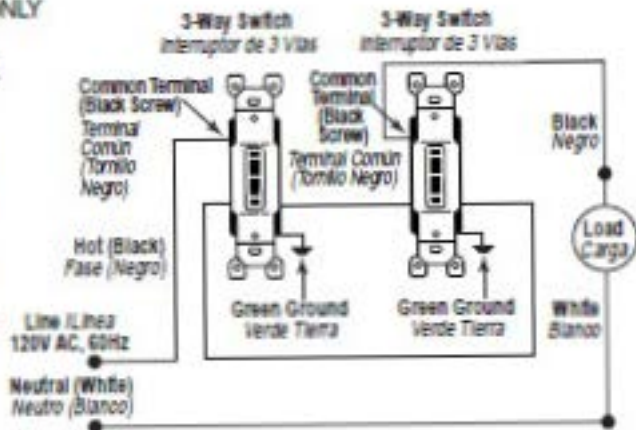 ONLY
3-Way Switch
Interruptor de 3 Vías
3-Way Switch
Interruptor de 3 Vías
Common Terminal
(Black Screw)
Terminal
Común
(Tornillo
Negro)
Common
Terminal
(Black
Screw)
Terminal Común
(Tornillo Negro)
Black
Negro
Load
Carga
Hot (Black)
Fase (Negro)
Green Ground
Verde Tierra
Green Ground
Verde Tierra
White
Blanco
Line /Línea
120V AC, 60Hz
Neutral (White)
Neutro (Blanco)